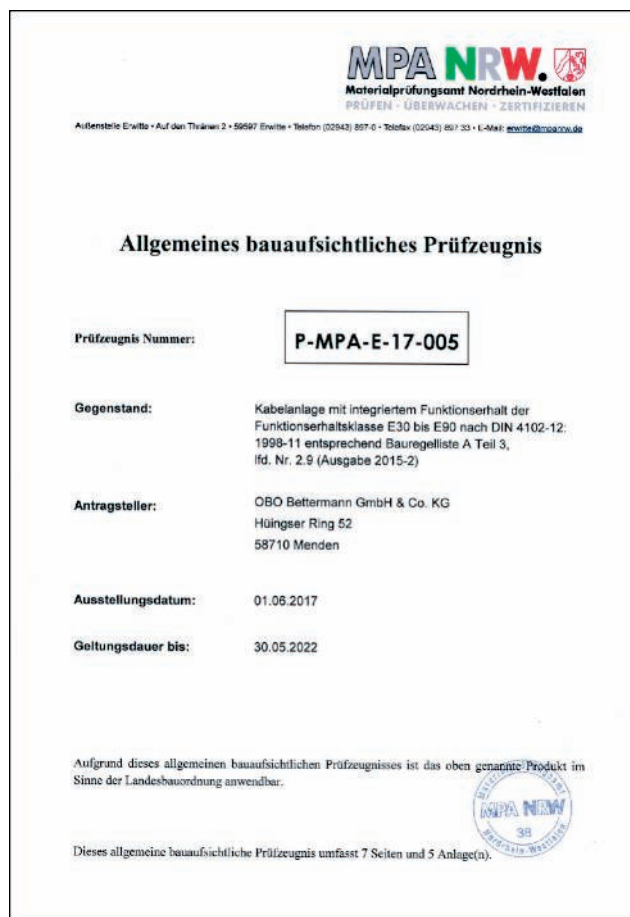 MPA NRW.
Materialprüfungsamt Nordrhein-Westfalen
PRÜFEN · ÜBERWACHEN · ZERTIFIZIEREN
Außenstelle Erwitte • Auf den Thränen 2 • 59597 Erwitte • Telefon (02943) 897-0 • Telefax (02943) 897 33 • E-Mail: erwitte@mpanrw.de
Allgemeines bauaufsichtliches Prüfzeugnis
Prüfzeugnis Nummer:
P-MPA-E-17-005
Gegenstand:
Kabelanlage mit integriertem Funktionserhalt der
Funktionserhaltsklasse E30 bis E90 nach DIN 4102-12:
1998-11 entsprechend Bauregelliste A Teil 3,
lfd. Nr. 2.9 (Ausgabe 2015-2)
Antragsteller:
OBO Bettermann GmbH & Co. KG
Hüingser Ring 52
58710 Menden
Ausstellungsdatum:
01.06.2017
Geltungsdauer bis:
30.05.2022
Aufgrund dieses allgemeinen bauaufsichtlichen Prüfzeugnisses ist das oben genannte Produkt im
Sinne der Landesbauordnung anwendbar.
Materialprüfungsamt
MPA NRW
38
Nordrhein-Westfalen
Dieses allgemeine bauaufsichtliche Prüfzeugnis umfasst 7 Seiten und 5 Anlage(n).